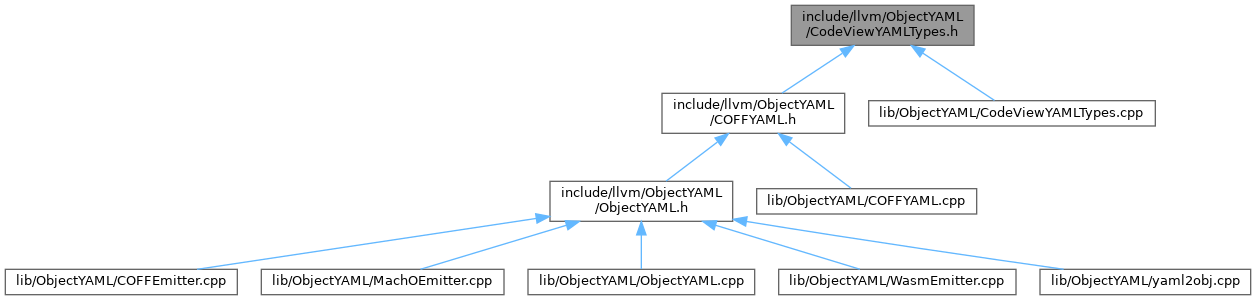 include/llvm/ObjectYAML
/CodeViewYAMLTypes.h
include/llvm/ObjectYAML
/COFFYAML.h
lib/ObjectYAML/CodeViewYAMLTypes.cpp
include/llvm/ObjectYAML
/ObjectYAML.h
lib/ObjectYAML/COFFYAML.cpp
lib/ObjectYAML/COFFEmitter.cpp
lib/ObjectYAML/MachOEmitter.cpp
lib/ObjectYAML/ObjectYAML.cpp
lib/ObjectYAML/WasmEmitter.cpp
lib/ObjectYAML/yaml2obj.cpp